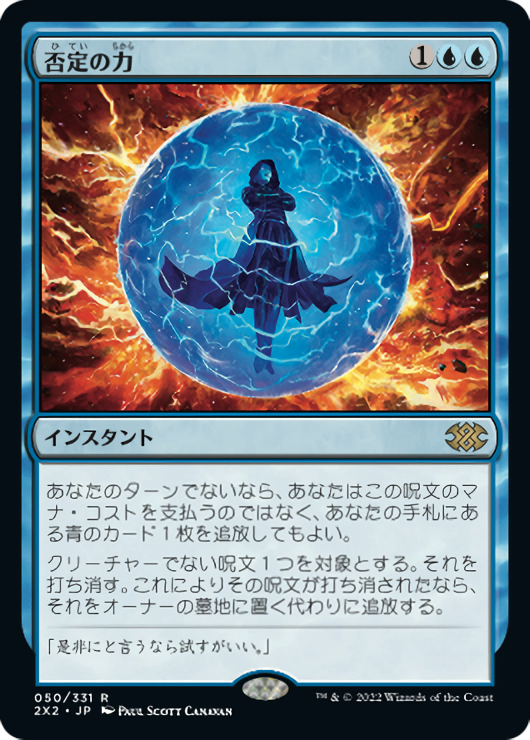 否定の力
ひてい ちから
1
インスタント
あなたのターンでないなら、あなたはこの呪文のマ
ナ・コストを支払うのではなく、あなたの手札にあ
る青のカード1枚を追放してもよい。
クリーチャーでない呪文1つを対象とする。それを
打ち消す。これによりその呪文が打ち消されたなら、
それをオーナーの墓地に置く代わりに追放する。
「是非にと言うなら試すがいい。」
050/331 R
2X2 • JP Paul Scott Canavan
™ & © 2022 Wizards of the Coast